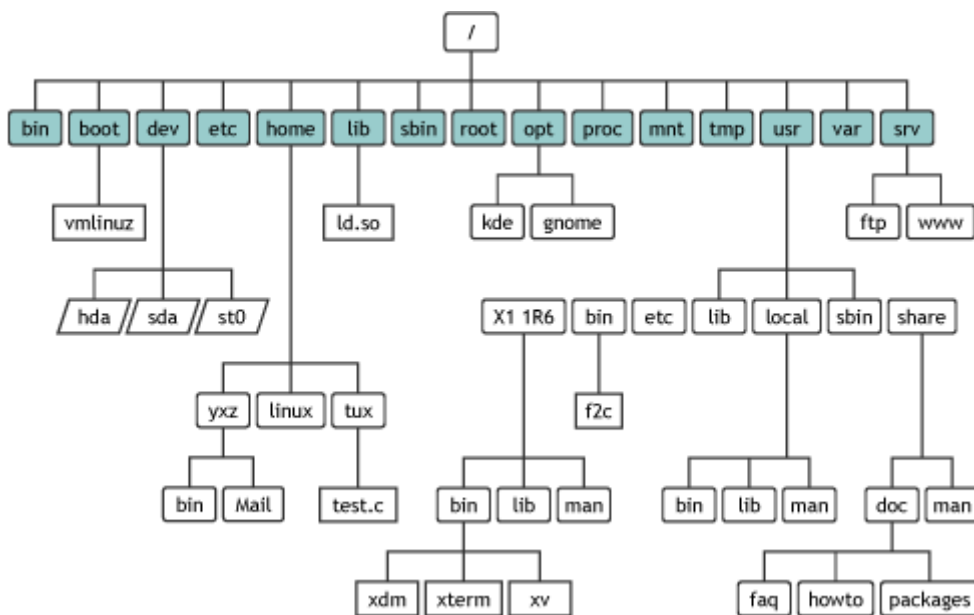 /
bin boot dev etc home lib sbin root opt proc mnt tmp usr var srv
vmlinuz ld.so kde gnome ftp www
hda sda st0 X1 1R6 bin etc lib local sbin share
yxz linux tux f2c
bin Mail test.c bin lib man bin lib man doc man
xdm xterm xv faq howto packages